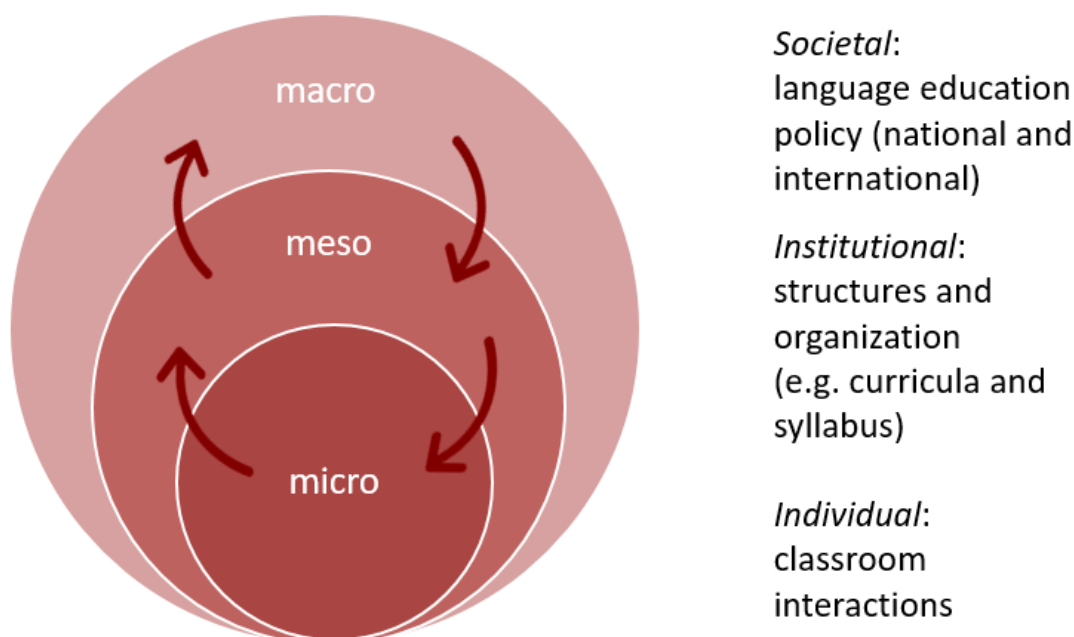 macro
meso
micro
Societal:
language education
policy (national and
international)
Institutional:
structures and
organization
(e.g. curricula and
syllabus)
Individual:
classroom
interactions